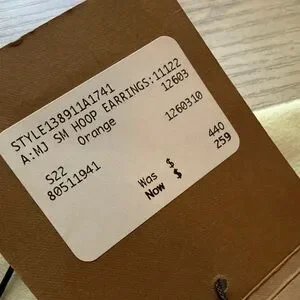 STYLE138911A1741
A:MJ SM HOOP EARRINGS:11122
Orange 12603
S22 1260310
80511941
Was $ 440
Now $ 259